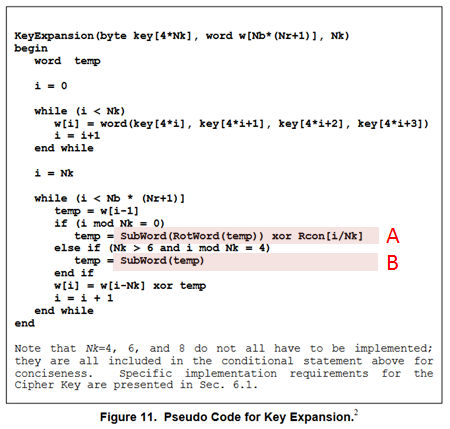 KeyExpansion(byte key[4*Nk], word w[Nb*(Nr+1)], Nk)
begin
word temp
i = 0
while (i < Nk)
w[i] = word(key[4*i], key[4*i+1], key[4*i+2], key[4*i+3])
i = i+1
end while
i = Nk
while (i < Nb * (Nr+1)]
temp = w[i-1]
if (i mod Nk = 0)
temp = SubWord(RotWord(temp)) xor Rcon[i/Nk] A
else if (Nk > 6 and i mod Nk = 4)
temp = SubWord(temp) B
end if
w[i] = w[i-Nk] xor temp
i = i + 1
end while
end
Note that Nk=4, 6, and 8 do not all have to be implemented;
they are all included in the conditional statement above for
conciseness. Specific implementation requirements for the
Cipher Key are presented in Sec. 6.1.
Figure 11. Pseudo Code for Key Expansion.2